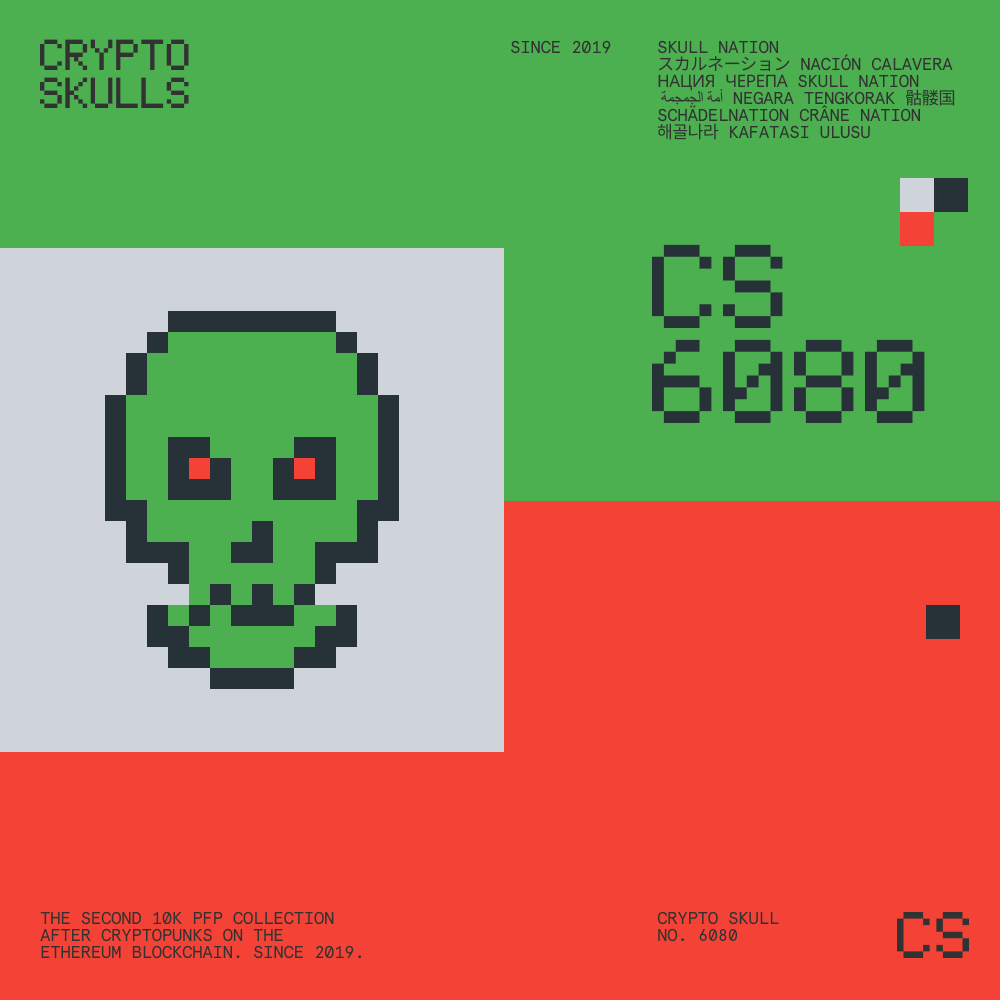 CRYPTO
SKULLS
SINCE 2019
SKULL NATION
スカルネーション NACIÓN CALAVERA
НАЦИЯ ЧЕРЕПА SKULL NATION
أمة الجمجمة NEGARA TENGKORAK 骷髅国
SCHÄDELNATION CRÂNE NATION
해골나라 KAFATASI ULUSU
CS
6080
THE SECOND 10K PFP COLLECTION
AFTER CRYPTOPUNKS ON THE
ETHEREUM BLOCKCHAIN. SINCE 2019.
CRYPTO SKULL
NO. 6080
CS